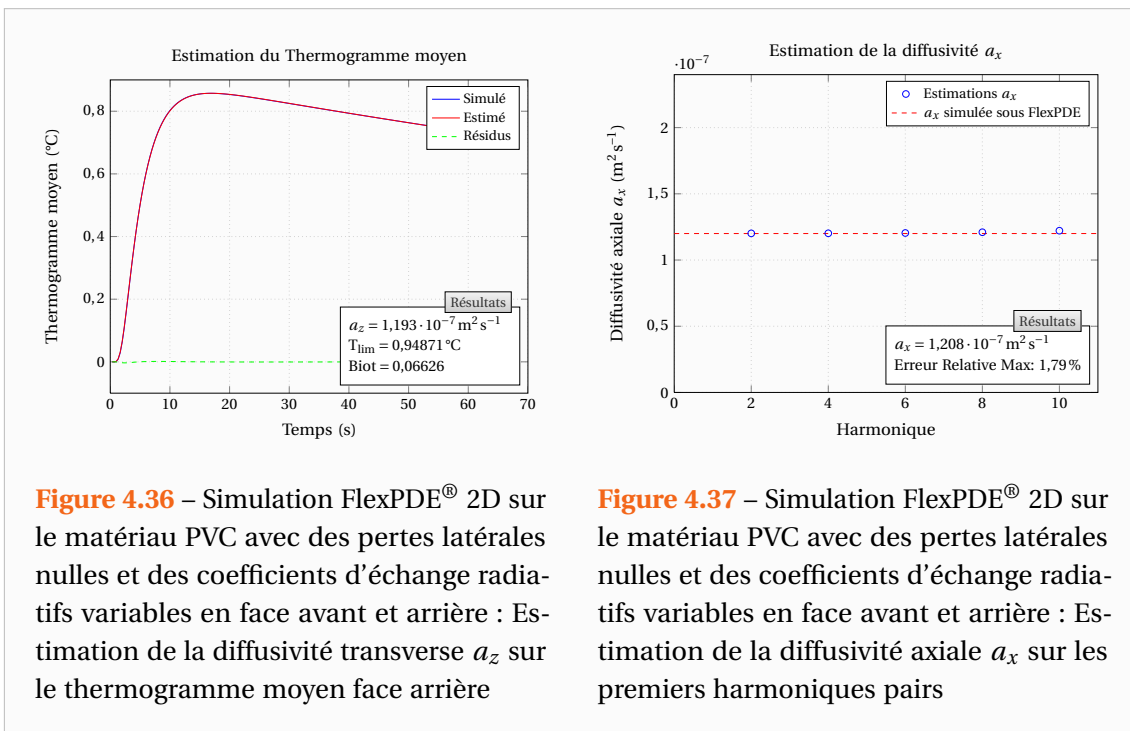 Estimation du Thermogramme moyen
Thermogramme moyen (°C)
0,8
0,6
0,4
0,2
0
Simulé
Estimé
Résidus
Résultats
a_z = 1,193 · 10⁻⁷ m² s⁻¹
T_lim = 0,94871 °C
Biot = 0,06626
0 10 20 30 40 50 60 70
Temps (s)
Figure 4.36 – Simulation FlexPDE® 2D sur
le matériau PVC avec des pertes latérales
nulles et des coefficients d'échange radia-
tifs variables en face avant et arrière : Es-
timation de la diffusivité transverse a_z sur
le thermogramme moyen face arrière
Estimation de la diffusivité a_x
·10⁻⁷
Diffusivité axiale a_x (m² s⁻¹)
2
1,5
1
0,5
0
Estimations a_x
a_x simulée sous FlexPDE
Résultats
a_x = 1,208 · 10⁻⁷ m² s⁻¹
Erreur Relative Max: 1,79 %
0 2 4 6 8 10
Harmonique
Figure 4.37 – Simulation FlexPDE® 2D sur
le matériau PVC avec des pertes latérales
nulles et des coefficients d'échange radia-
tifs variables en face avant et arrière : Es-
timation de la diffusivité axiale a_x sur les
premiers harmoniques pairs